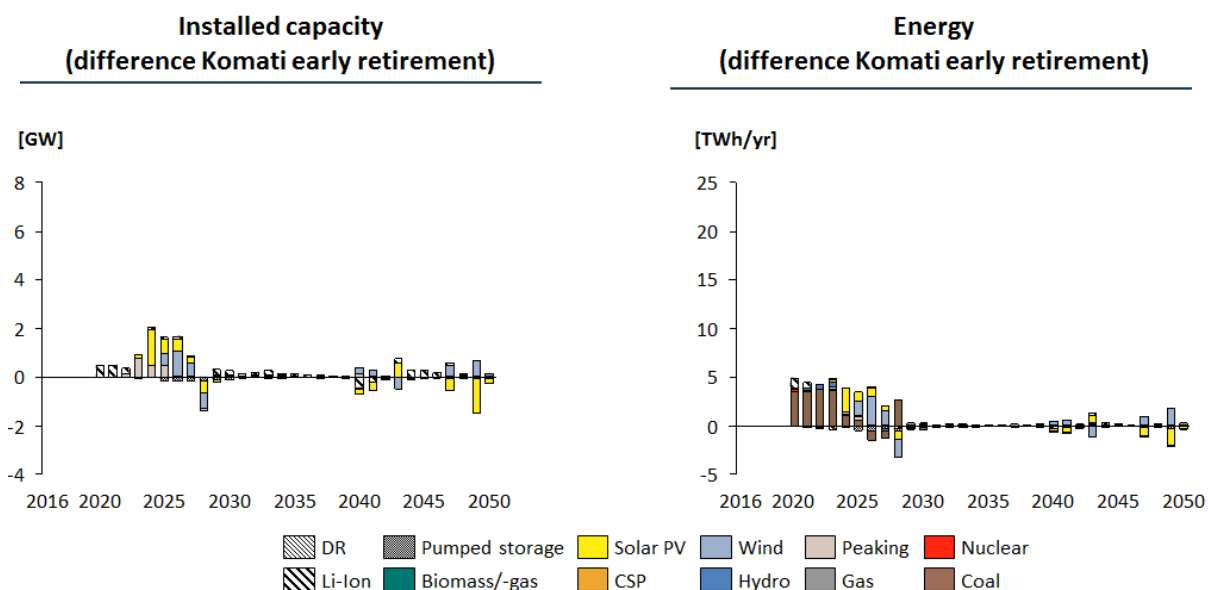 Installed capacity
(difference Komati early retirement)
[GW]
8
6
4
2
0
-2
-4
2016 2020 2025 2030 2035 2040 2045 2050
Energy
(difference Komati early retirement)
[TWh/yr]
25
20
15
10
5
0
-5
2016 2020 2025 2030 2035 2040 2045 2050
DR Pumped storage Solar PV Wind Peaking Nuclear
Li-Ion Biomass/-gas CSP Hydro Gas Coal